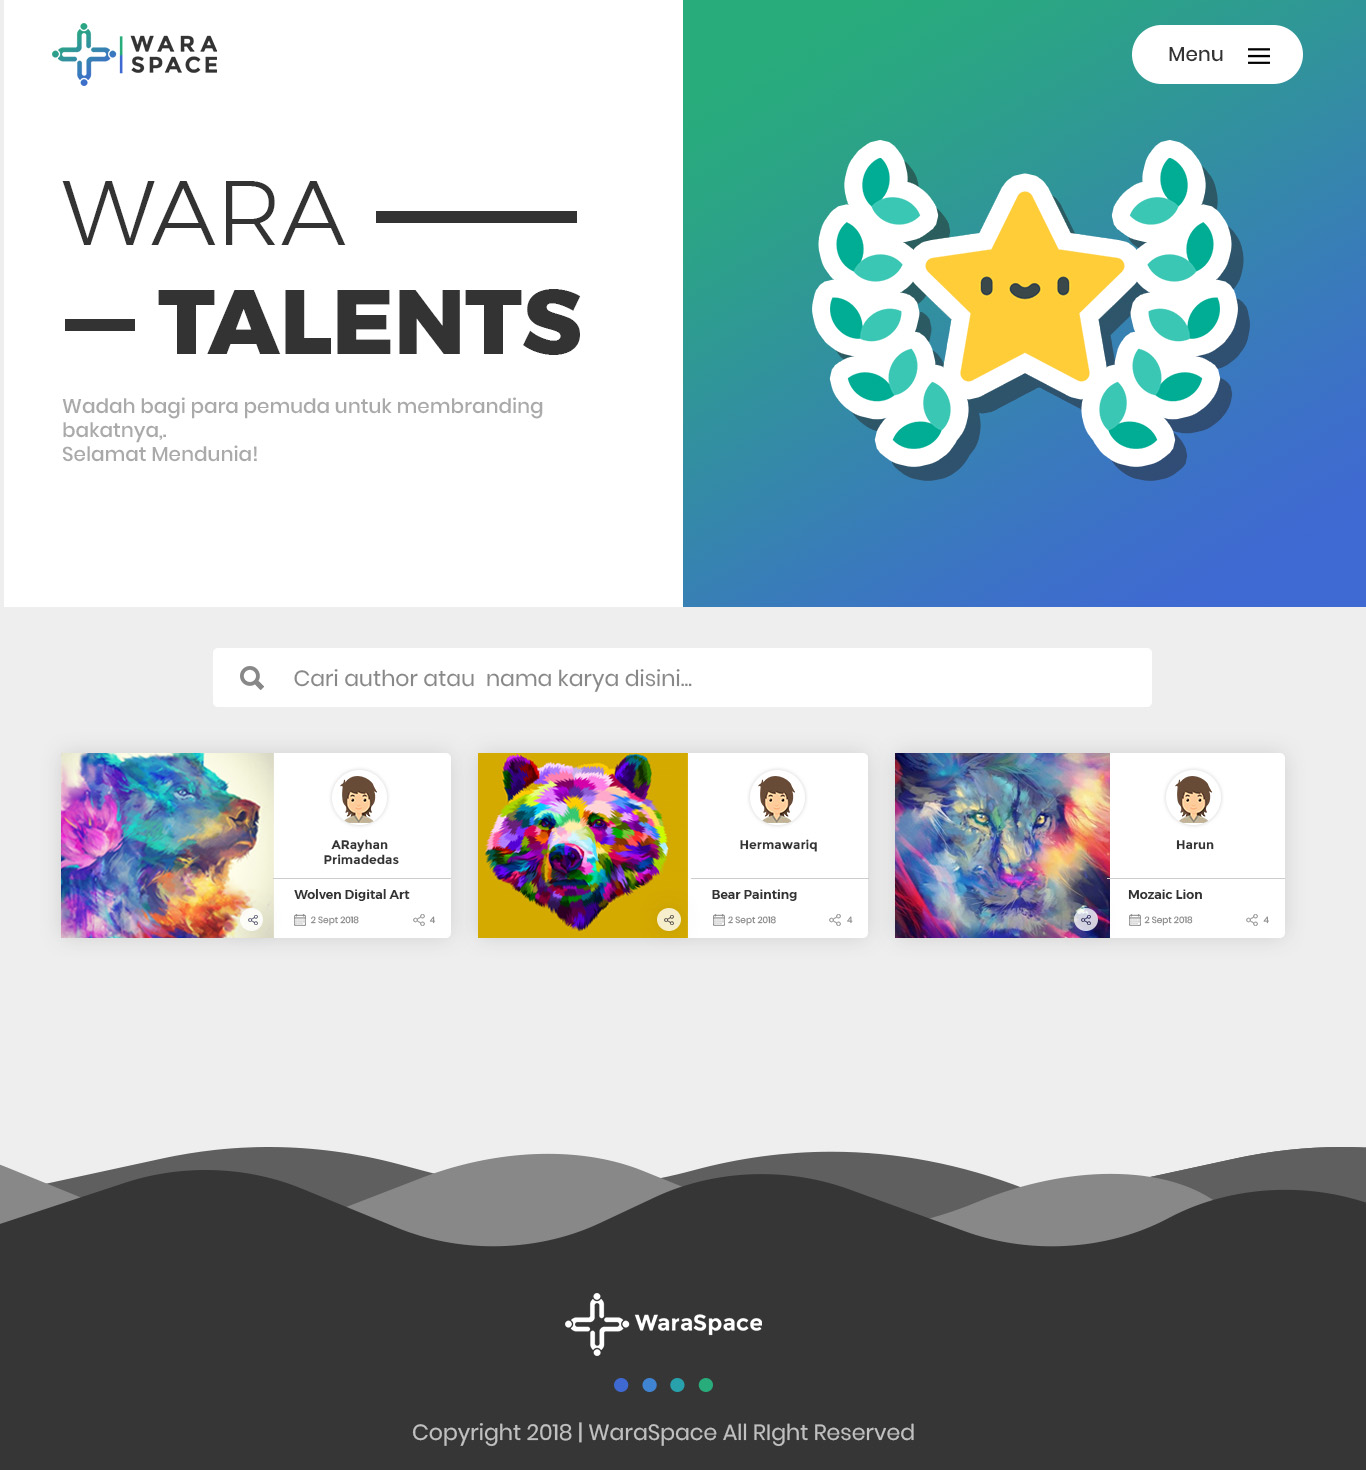 WARA
SPACE
Menu
WARA
TALENTS
Wadah bagi para pemuda untuk membranding
bakatnya,.
Selamat Mendunia!
Cari author atau  nama karya disini...
ARayhan
Primadedas
Wolven Digital Art
2 Sept 2018
4
Hermawariq
Bear Painting
2 Sept 2018
4
Harun
Mozaic Lion
2 Sept 2018
4
WaraSpace
Copyright 2018 | WaraSpace All RIght Reserved